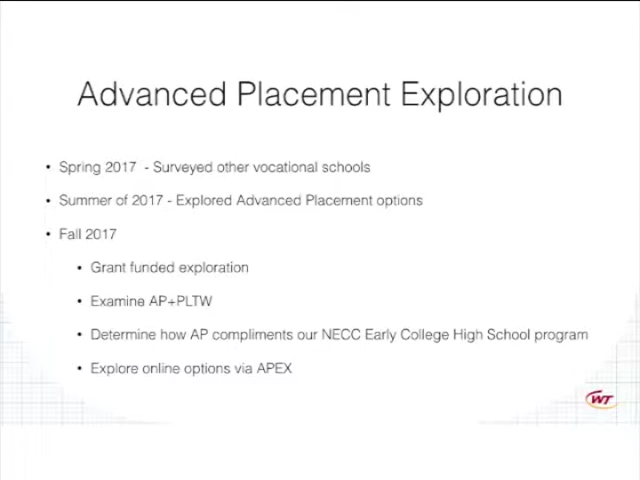 Advanced Placement Exploration
• Spring 2017 - Surveyed other vocational schools
• Summer of 2017 - Explored Advanced Placement options
• Fall 2017
• Grant funded exploration
• Examine AP+PLTW
• Determine how AP compliments our NECC Early College High School program
• Explore online options via APEX
WT